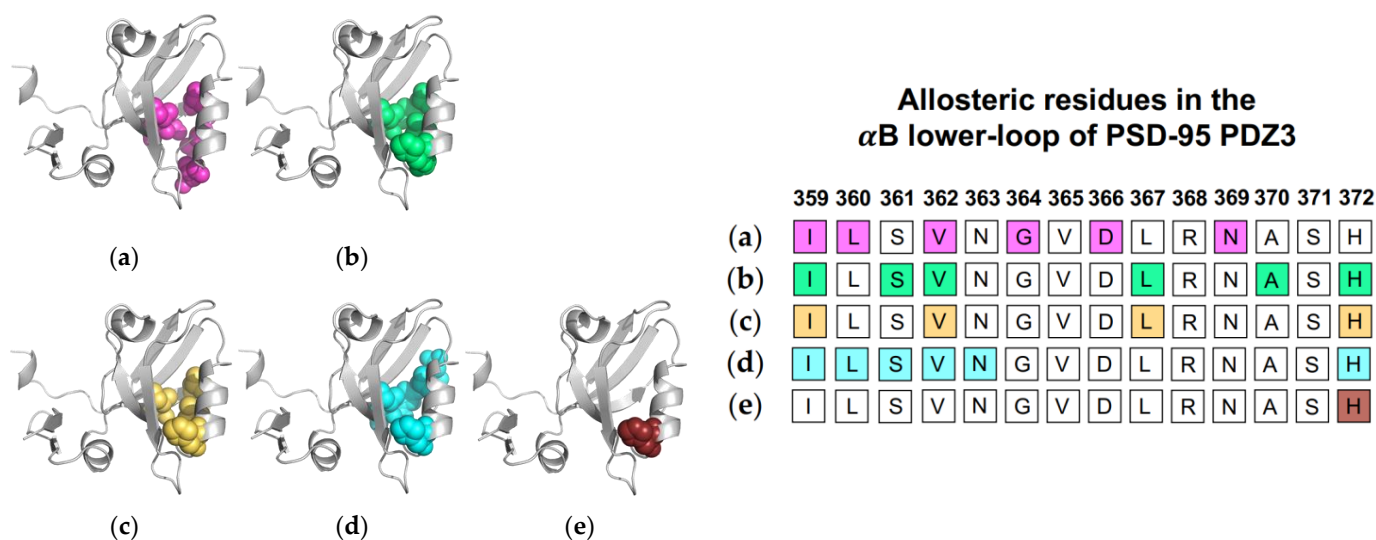 (a)
(b)
(c)
(d)
(e)
Allosteric residues in the
αB lower-loop of PSD-95 PDZ3
359 360 361 362 363 364 365 366 367 368 369 370 371 372
(a) I L S V N G V D L R N A S H
(b) I L S V N G V D L R N A S H
(c) I L S V N G V D L R N A S H
(d) I L S V N G V D L R N A S H
(e) I L S V N G V D L R N A S H